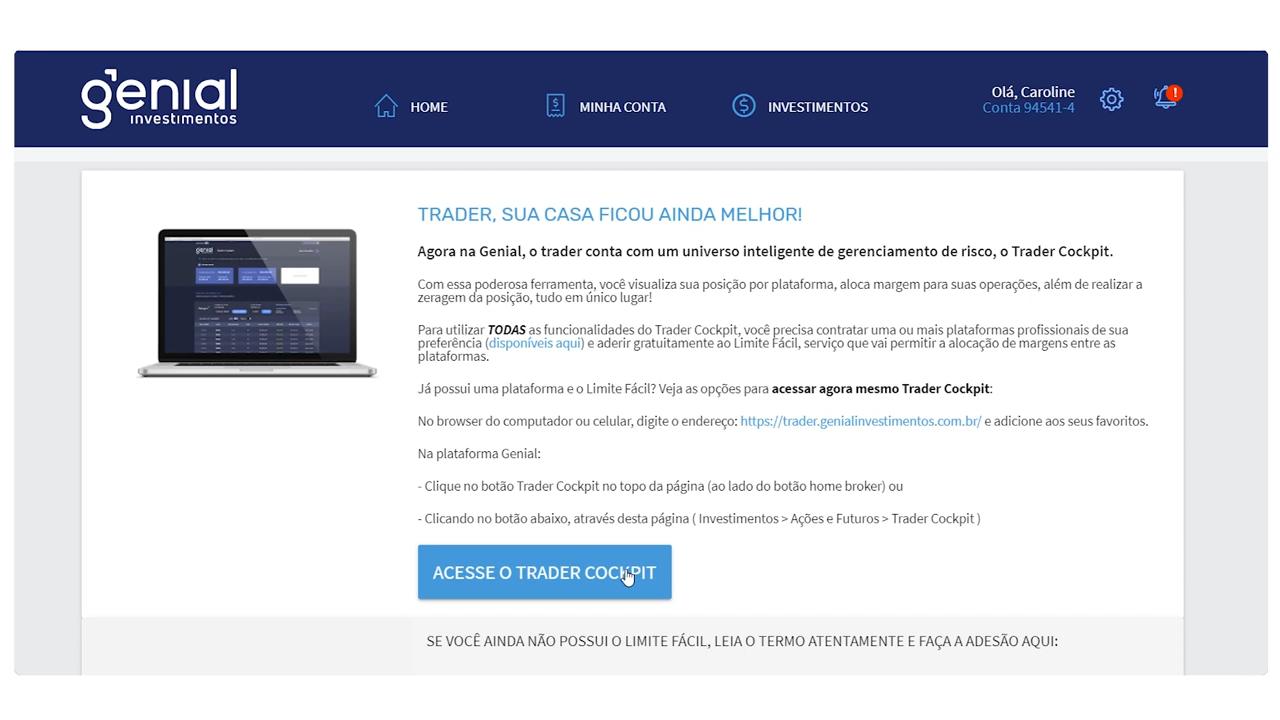 genial
investimentos
HOME
MINHA CONTA
INVESTIMENTOS
Olá, Caroline
Conta 94541-4
!
TRADER, SUA CASA FICOU AINDA MELHOR!
Agora na Genial, o trader conta com um universo inteligente de gerenciamento de risco, o Trader Cockpit.
Com essa poderosa ferramenta, você visualiza sua posição por plataforma, aloca margem para suas operações, além de realizar a
zeragem da posição, tudo em único lugar!
Para utilizar TODAS as funcionalidades do Trader Cockpit, você precisa contratar uma ou mais plataformas profissionais de sua
preferência (disponíveis aqui) e aderir gratuitamente ao Limite Fácil, serviço que vai permitir a alocação de margens entre as
plataformas.
Já possui uma plataforma e o Limite Fácil? Veja as opções para acessar agora mesmo Trader Cockpit:
No browser do computador ou celular, digite o endereço: https://trader.genialinvestimentos.com.br/ e adicione aos seus favoritos.
Na plataforma Genial:
- Clique no botão Trader Cockpit no topo da página (ao lado do botão home broker) ou
- Clicando no botão abaixo, através desta página ( Investimentos > Ações e Futuros > Trader Cockpit )
ACESSE O TRADER COCKPIT
SE VOCÊ AINDA NÃO POSSUI O LIMITE FÁCIL, LEIA O TERMO ATENTAMENTE E FAÇA A ADESÃO AQUI: